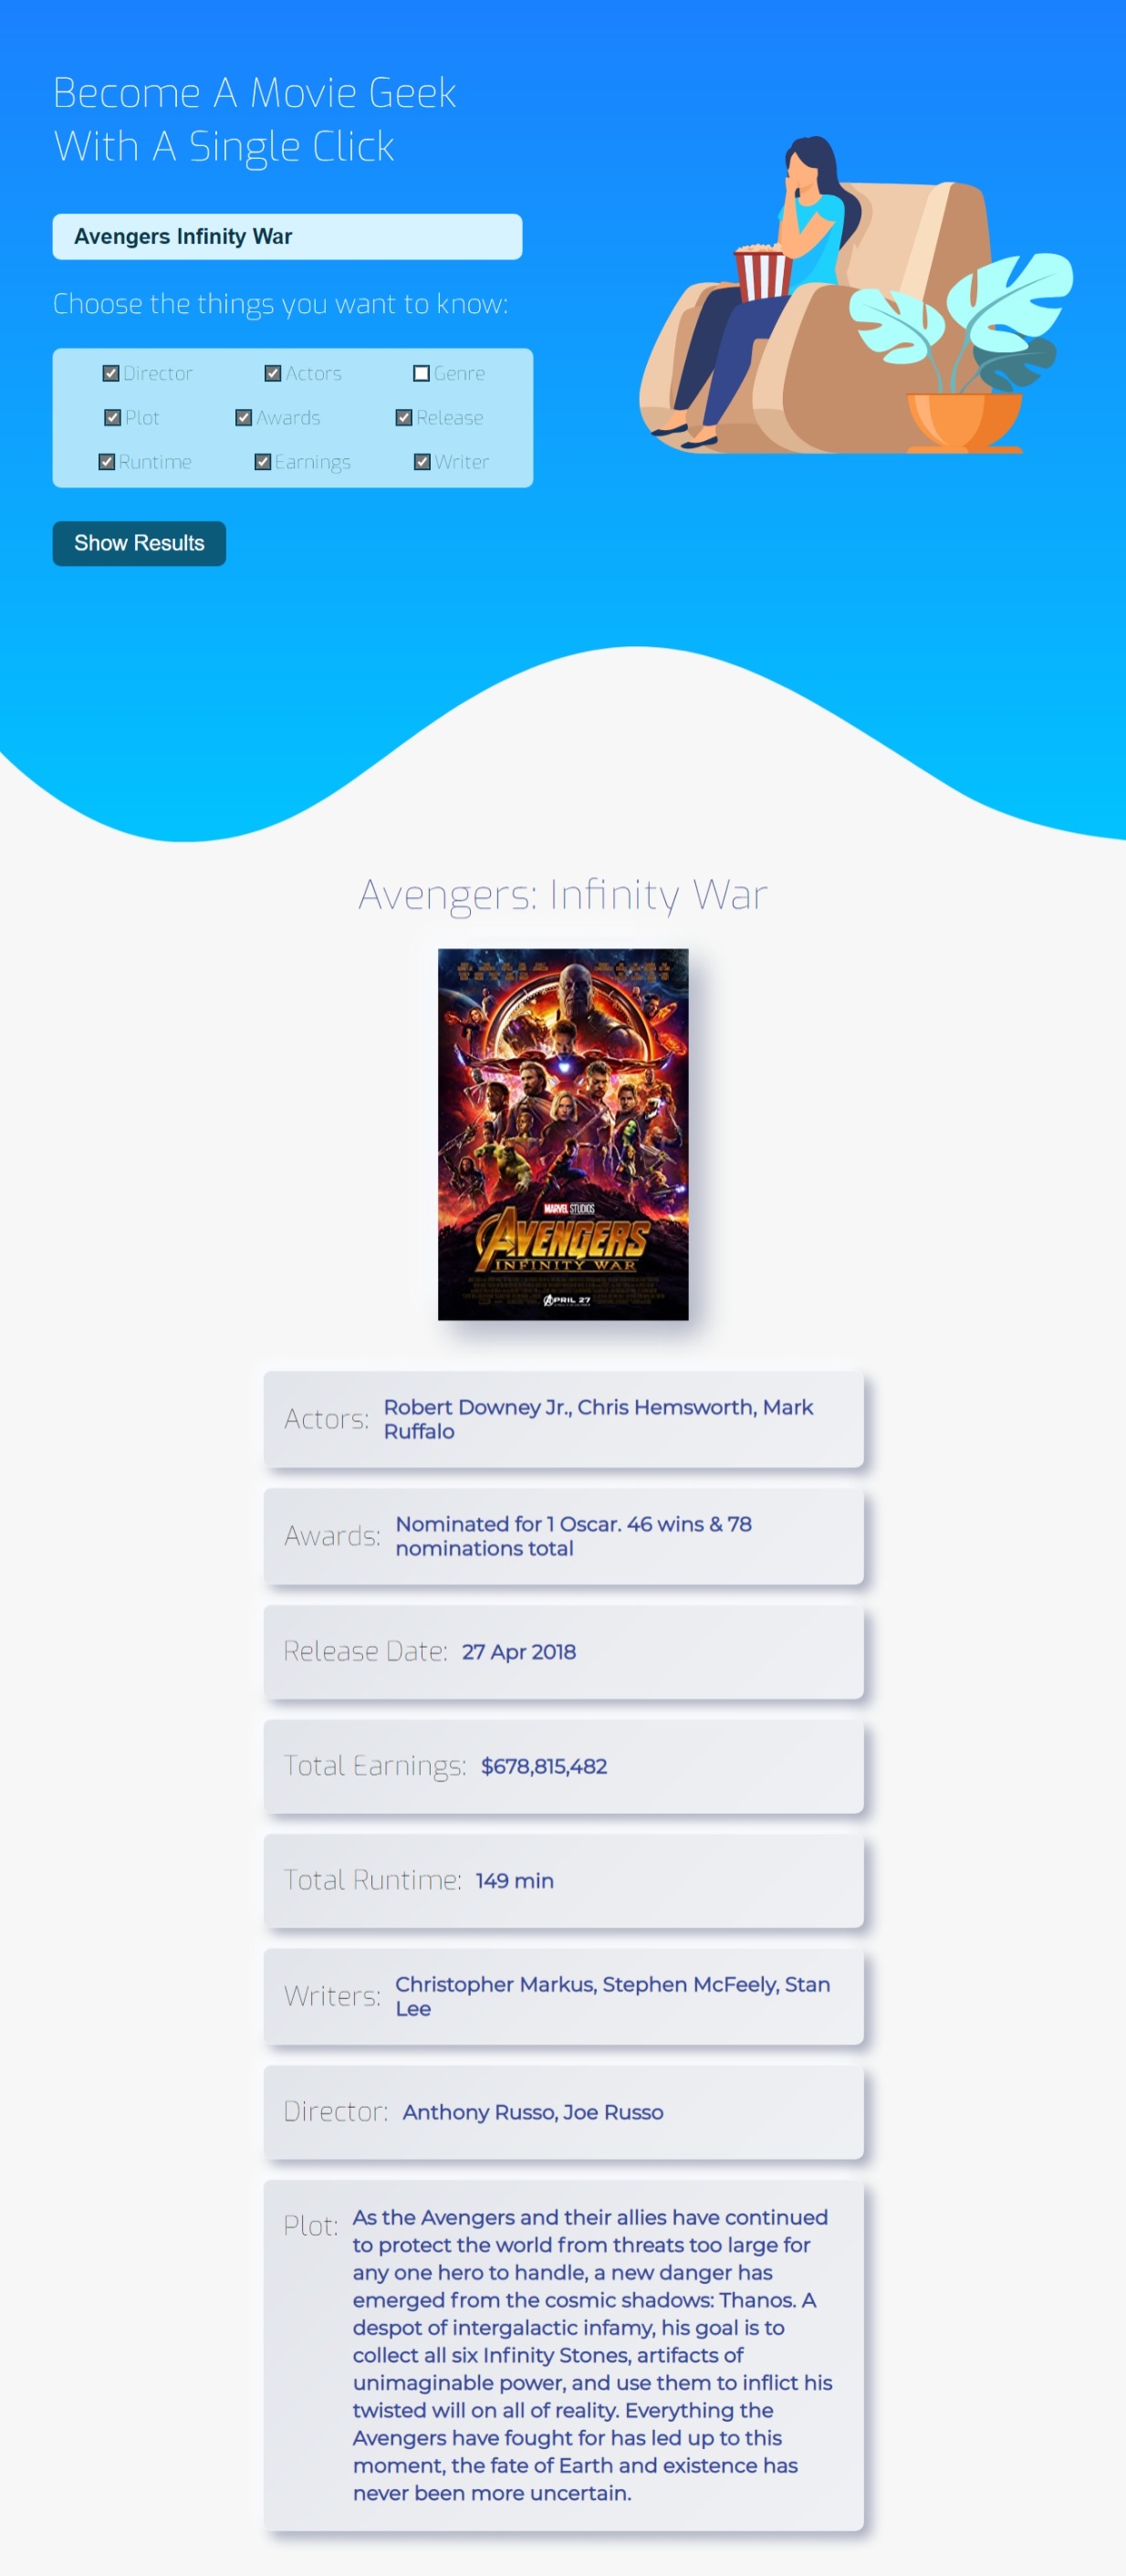 Become A Movie Geek
With A Single Click
Avengers Infinity War
Choose the things you want to know:
Director Actors Genre
Plot Awards Release
Runtime Earnings Writer
Show Results
Avengers: Infinity War
MARVEL STUDIOS
AVENGERS
INFINITY WAR
APRIL 27
Actors: Robert Downey Jr., Chris Hemsworth, Mark
Ruffalo
Awards: Nominated for 1 Oscar. 46 wins & 78
nominations total
Release Date: 27 Apr 2018
Total Earnings: $678,815,482
Total Runtime: 149 min
Writers: Christopher Markus, Stephen McFeely, Stan
Lee
Director: Anthony Russo, Joe Russo
Plot: As the Avengers and their allies have continued
to protect the world from threats too large for
any one hero to handle, a new danger has
emerged from the cosmic shadows: Thanos. A
despot of intergalactic infamy, his goal is to
collect all six Infinity Stones, artifacts of
unimaginable power, and use them to inflict his
twisted will on all of reality. Everything the
Avengers have fought for has led up to this
moment, the fate of Earth and existence has
never been more uncertain.